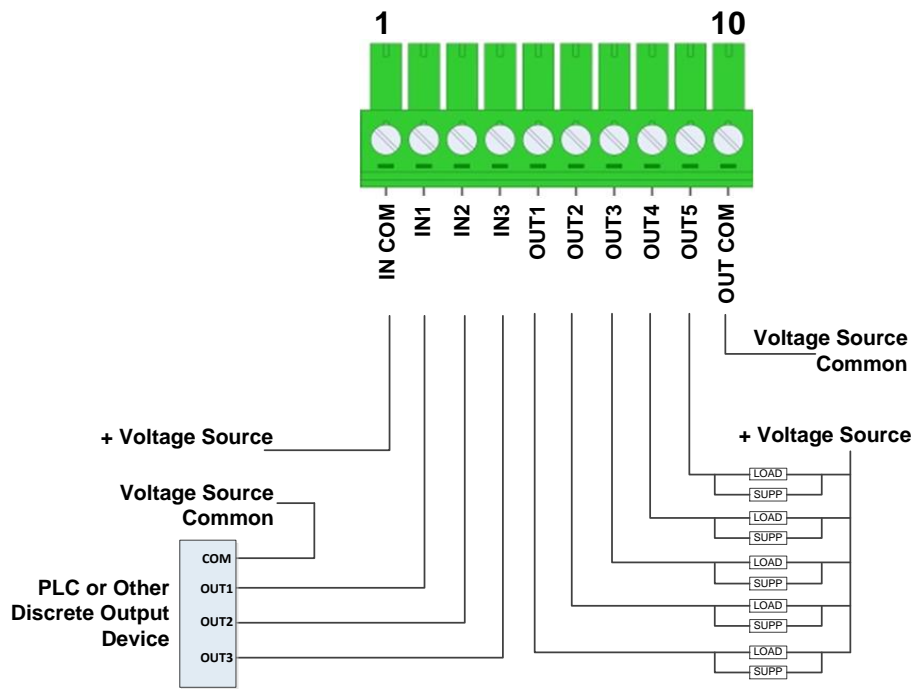 1
10
IN COM
IN1
IN2
IN3
OUT1
OUT2
OUT3
OUT4
OUT5
OUT COM
Voltage Source
Common
+ Voltage Source
+ Voltage Source
LOAD
SUPP
LOAD
SUPP
LOAD
SUPP
LOAD
SUPP
LOAD
SUPP
Voltage Source
Common
PLC or Other
Discrete Output
Device
COM
OUT1
OUT2
OUT3